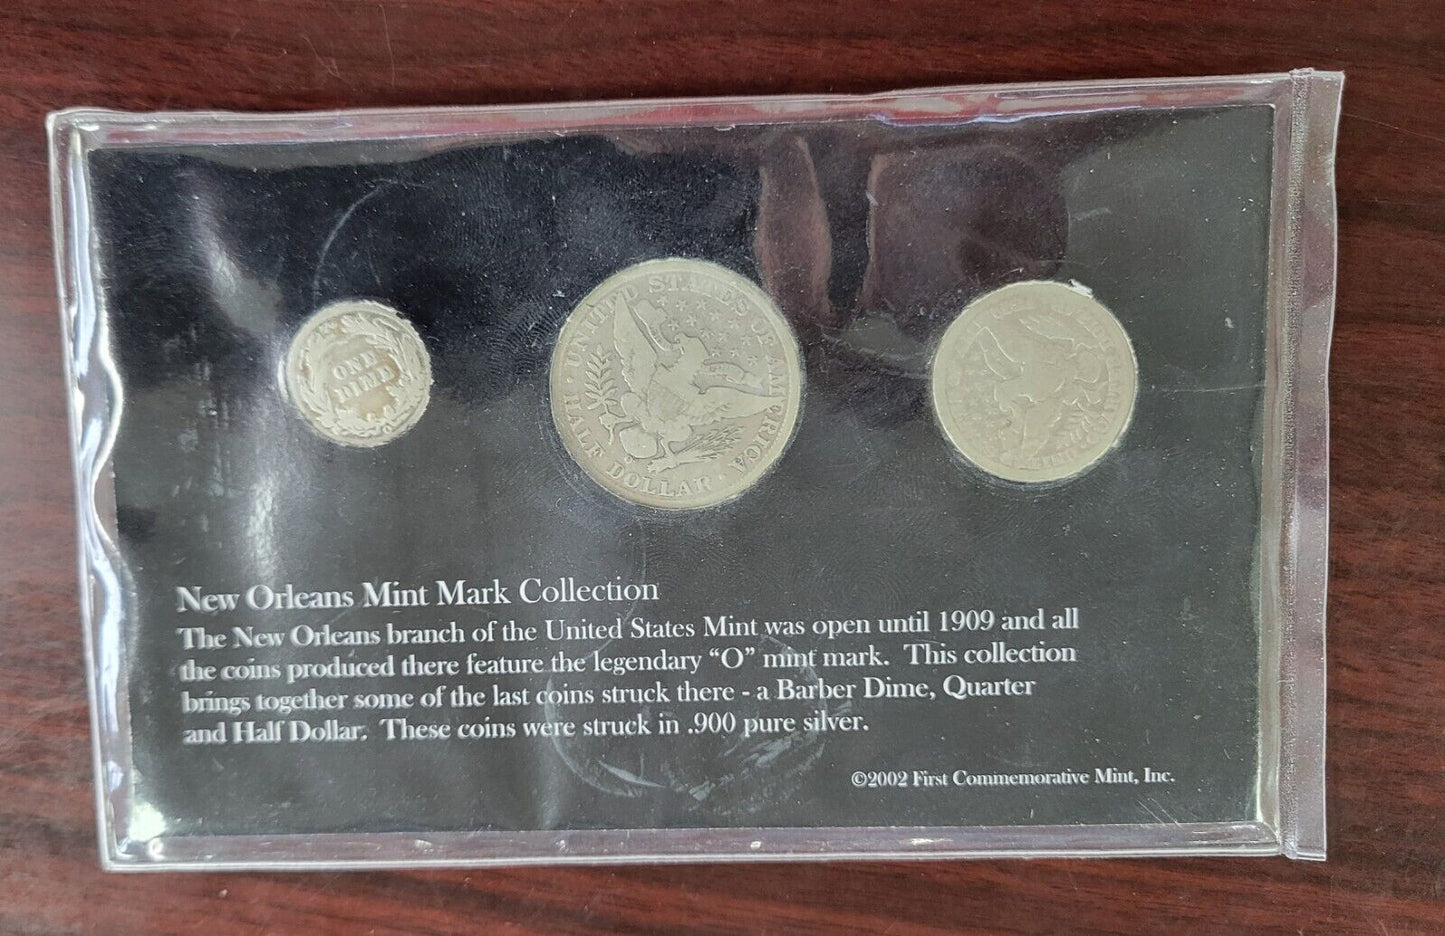 ONE
DIME
UNITED STATES OF AMERICA
HALF DOLLAR
New Orleans Mint Mark Collection
The New Orleans branch of the United States Mint was open until 1909 and all
the coins produced there feature the legendary “O” mint mark. This collection
brings together some of the last coins struck there - a Barber Dime, Quarter
and Half Dollar. These coins were struck in .900 pure silver.
©2002 First Commemorative Mint, Inc.